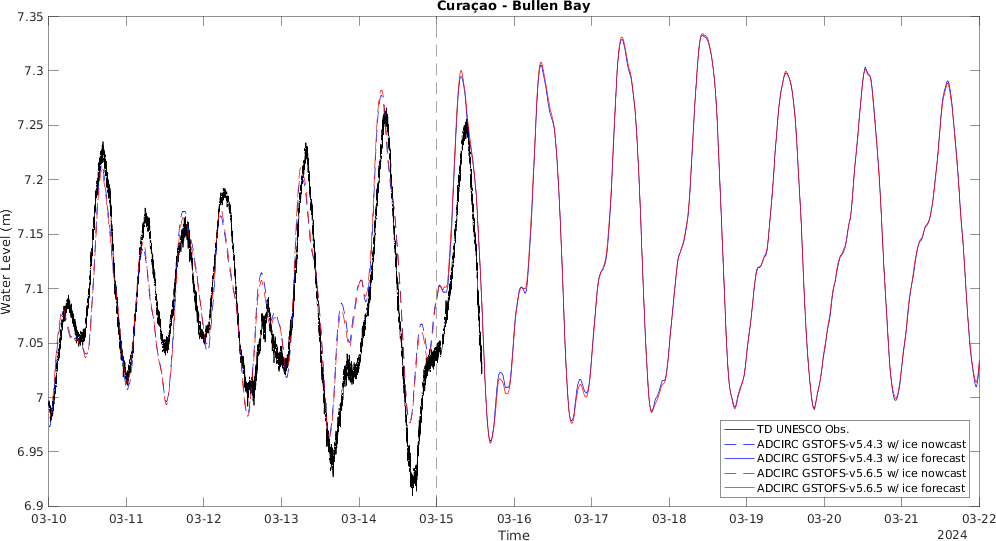 Curaçao - Bullen Bay
Water Level (m)
7.35
7.3
7.25
7.2
7.15
7.1
7.05
7
6.95
6.9
TD UNESCO Obs.
ADCIRC GSTOFS-v5.4.3 w/ ice nowcast
ADCIRC GSTOFS-v5.4.3 w/ ice forecast
ADCIRC GSTOFS-v5.6.5 w/ ice nowcast
ADCIRC GSTOFS-v5.6.5 w/ ice forecast
03-10 03-11 03-12 03-13 03-14 03-15 03-16 03-17 03-18 03-19 03-20 03-21 03-22
Time
2024